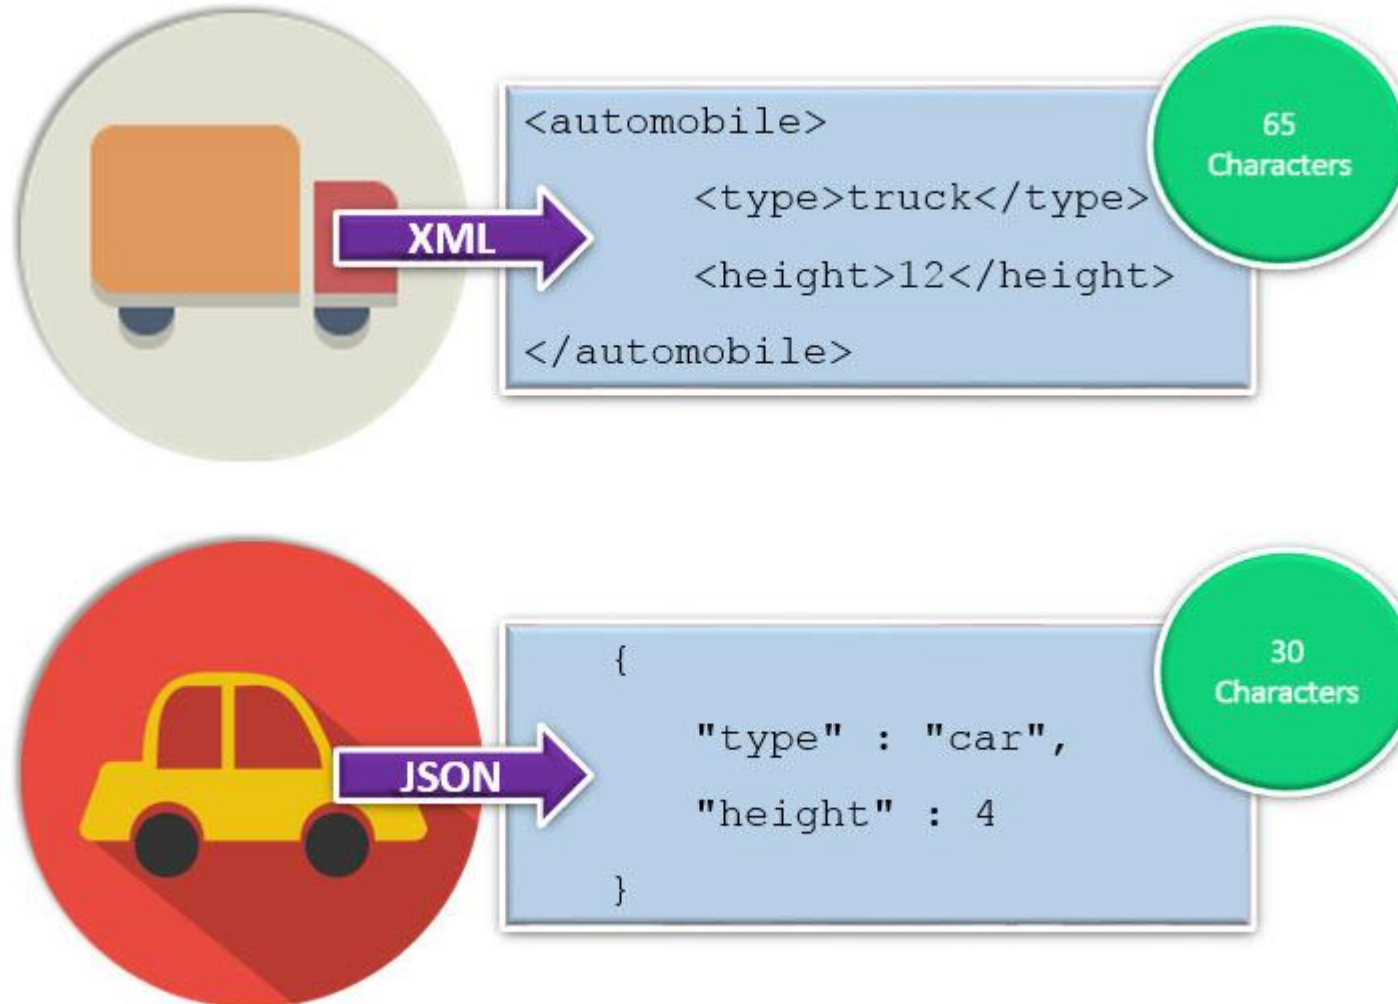 XML
<automobile>
<type>truck</type>
<height>12</height>
</automobile>
65
Characters
JSON
{
"type" : "car",
"height" : 4
}
30
Characters